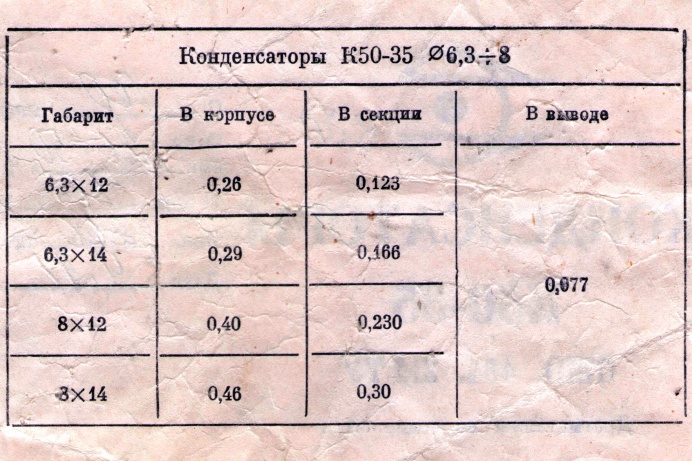 Конденсаторы К50-35 Ø6,3÷8
Габарит В корпусе В секции В выводе
6,3×12 0,26 0,123
6,3×14 0,29 0,166
0,077
8×12 0,40 0,230
8×14 0,46 0,30